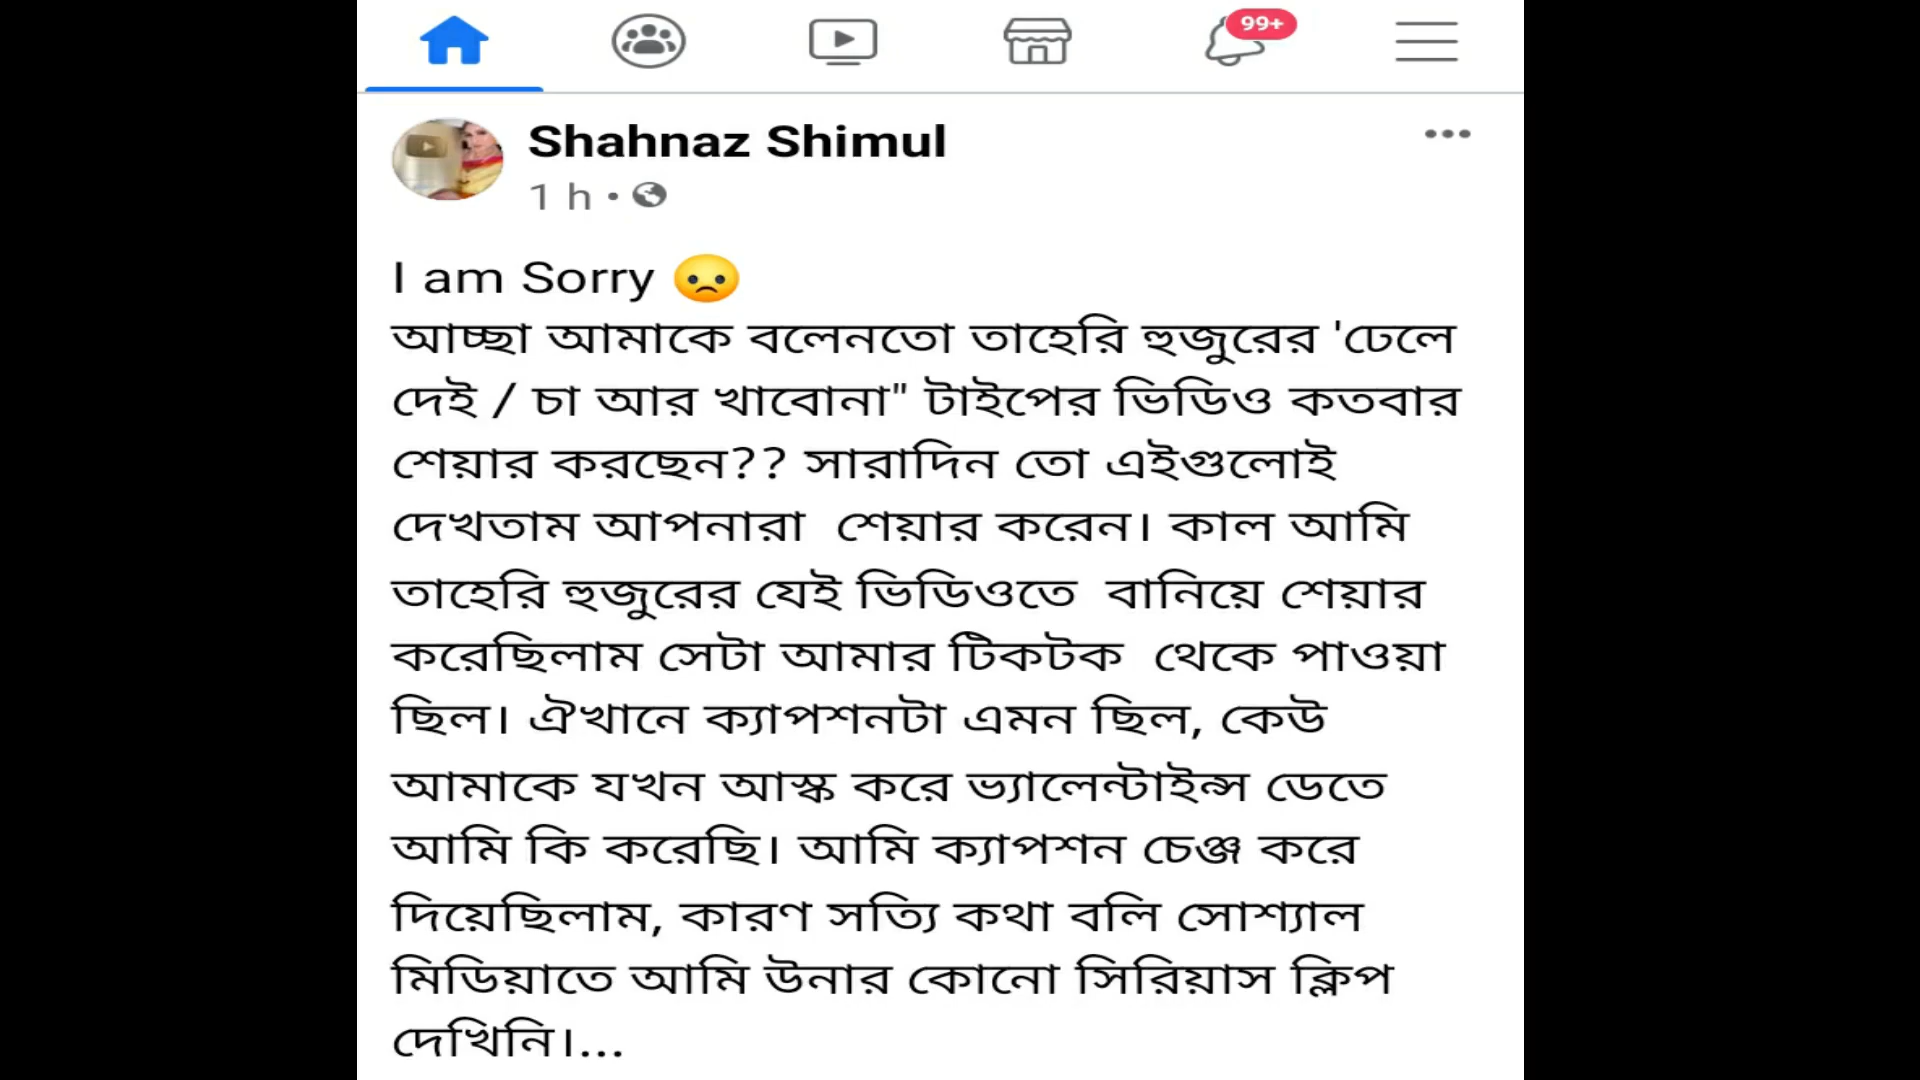 99+
Shahnaz Shimul
1 h
I am Sorry ☹️
আচ্ছা আমাকে বলেনতো তাহেরি হুজুরের 'ঢেলে
দেই / চা আর খাবোনা" টাইপের ভিডিও কতবার
শেয়ার করছেন?? সারাদিন তো এইগুলোই
দেখতাম আপনারা শেয়ার করেন। কাল আমি
তাহেরি হুজুরের যেই ভিডিওতে বানিয়ে শেয়ার
করেছিলাম সেটা আমার টিকটক থেকে পাওয়া
ছিল। ঐখানে ক্যাপশনটা এমন ছিল, কেউ
আমাকে যখন আস্ক করে ভ্যালেন্টাইন্স ডেতে
আমি কি করেছি। আমি ক্যাপশন চেঞ্জ করে
দিয়েছিলাম, কারণ সত্যি কথা বলি সোশ্যাল
মিডিয়াতে আমি উনার কোনো সিরিয়াস ক্লিপ
দেখিনি।...